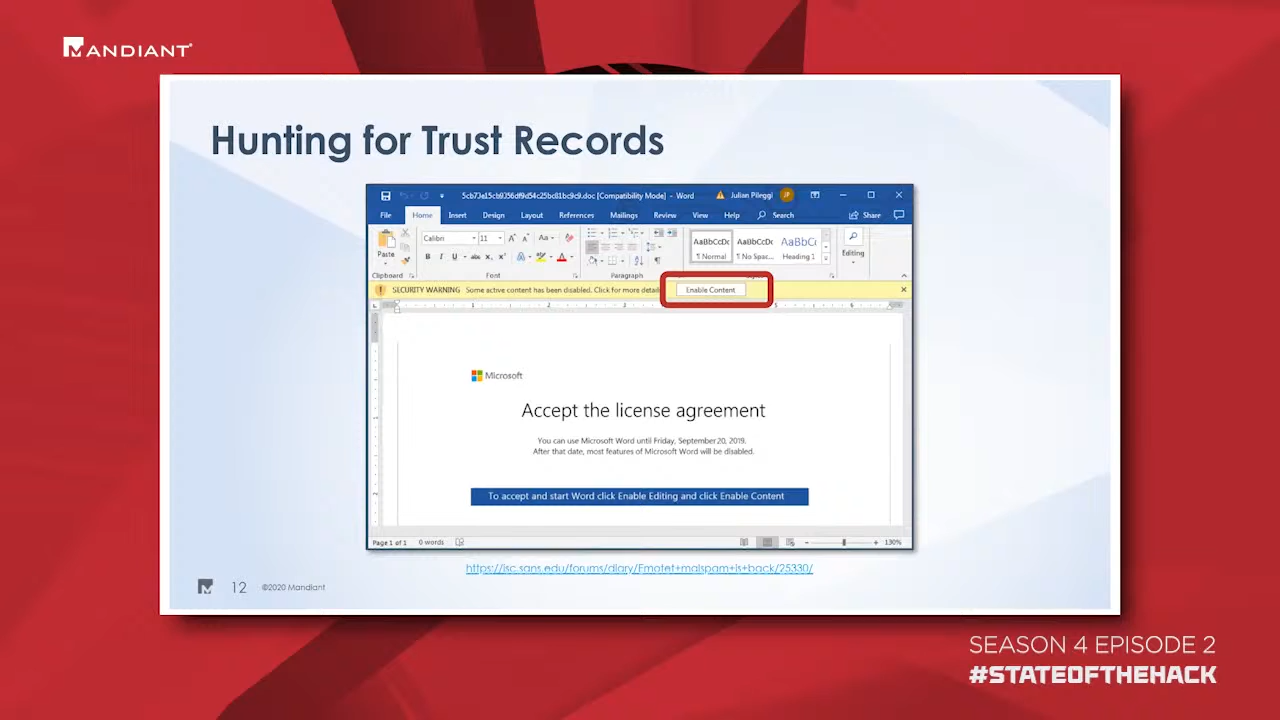 MANDIANT
Hunting for Trust Records
[Compatibility Mode] - Word
Julian Pileggi
JP
File Home Insert Design Layout References Mailings Review View Help Search Share
Paste
Calibri 11
AaBbCcDc AaBbCcDc AaBbCc
¶ Normal ¶ No Spac... Heading 1
Editing
Clipboard Font Paragraph
SECURITY WARNING Some active content has been disabled. Click for more
Enable Content
Microsoft
Accept the license agreement
You can use Microsoft Word until Friday, September 20, 2019.
After that date, most features of Microsoft Word will be disabled.
To accept and start Word click Enable Editing and click Enable Content
Page 1 of 1 0 words 130%
https://isc.sans.edu/forums/diary/Emotet+malspam+is+back/25330/
12 ©2020 Mandiant
SEASON 4 EPISODE 2
#STATEOFTHEHACK